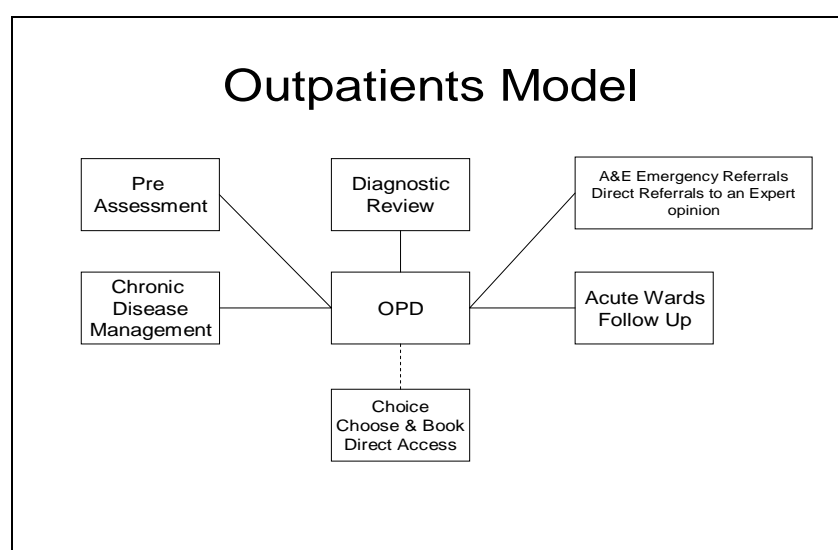 Outpatients Model
Pre
Assessment
Diagnostic
Review
A&E Emergency Referrals
Direct Referrals to an Expert
opinion
Chronic
Disease
Management
OPD
Acute Wards
Follow Up
Choice
Choose & Book
Direct Access